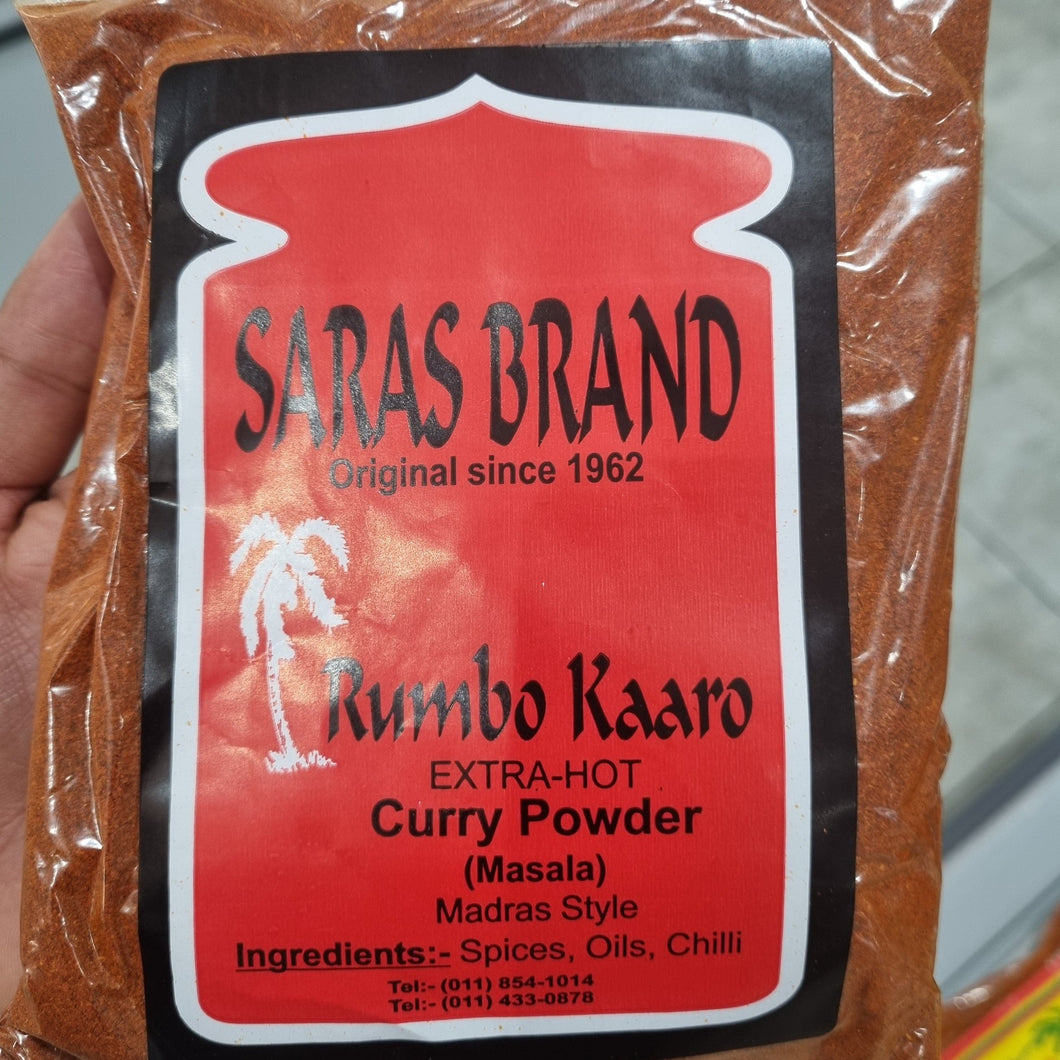 SARAS BRAND
Original since 1962
Rumbo Kaaro
EXTRA-HOT
Curry Powder
(Masala)
Madras Style
Ingredients:- Spices, Oils, Chilli
Tel:- (011) 854-1014
Tel:- (011) 433-0878